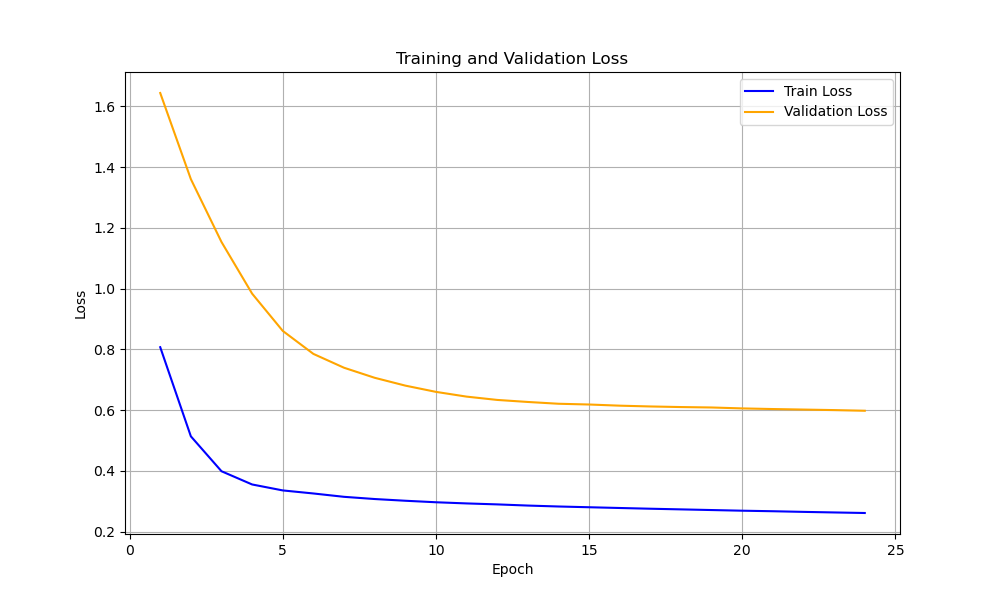 Training and Validation Loss
Train Loss
Validation Loss
1.6
1.4
1.2
1.0
0.8
0.6
0.4
0.2
Loss
0 5 10 15 20 25
Epoch